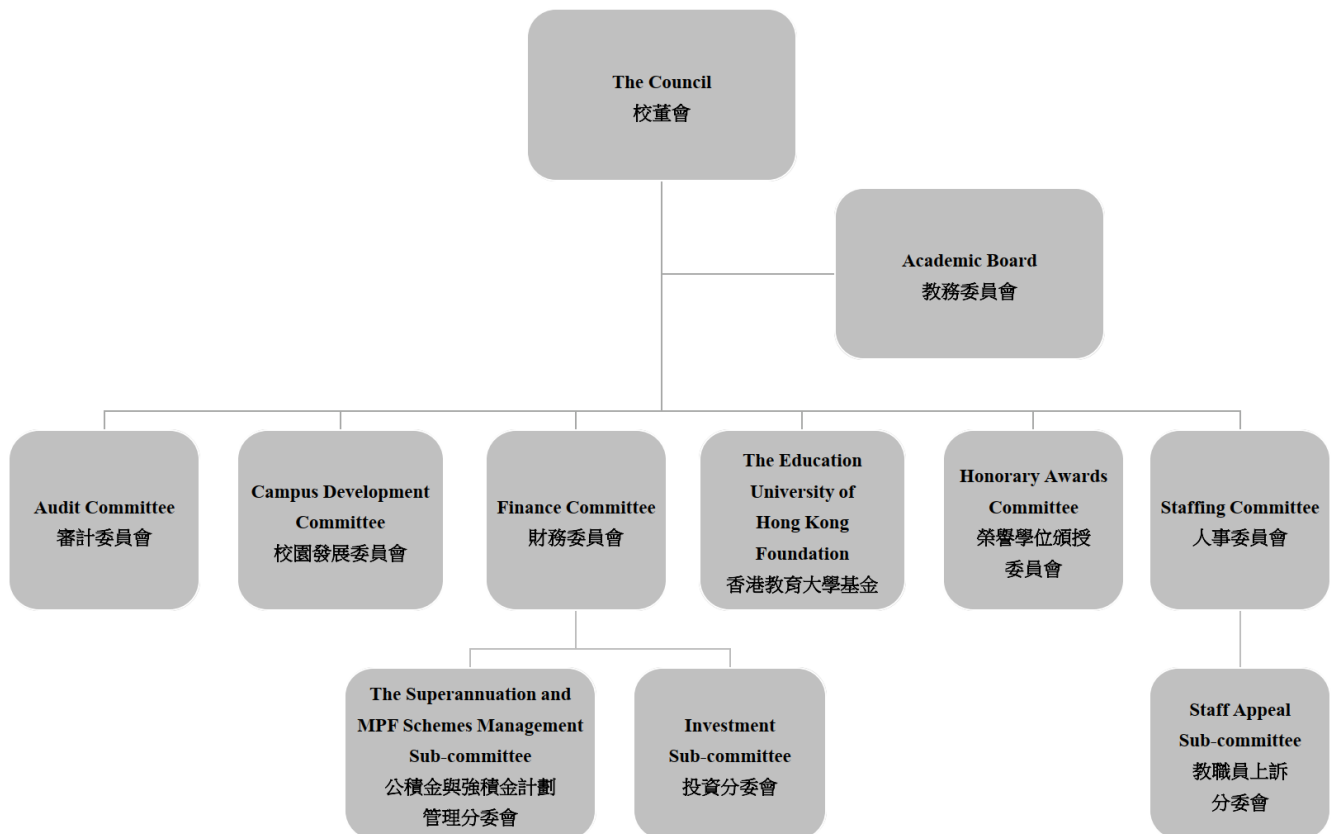 The Council
校董會
Academic Board
教務委員會
Audit Committee
審計委員會
Campus Development
Committee
校園發展委員會
Finance Committee
財務委員會
The Education
University of
Hong Kong
Foundation
香港教育大學基金
Honorary Awards
Committee
榮譽學位頒授
委員會
Staffing Committee
人事委員會
The Superannuation and
MPF Schemes Management
Sub-committee
公積金與強積金計劃
管理分委會
Investment
Sub-committee
投資分委會
Staff Appeal
Sub-committee
教職員上訴
分委會